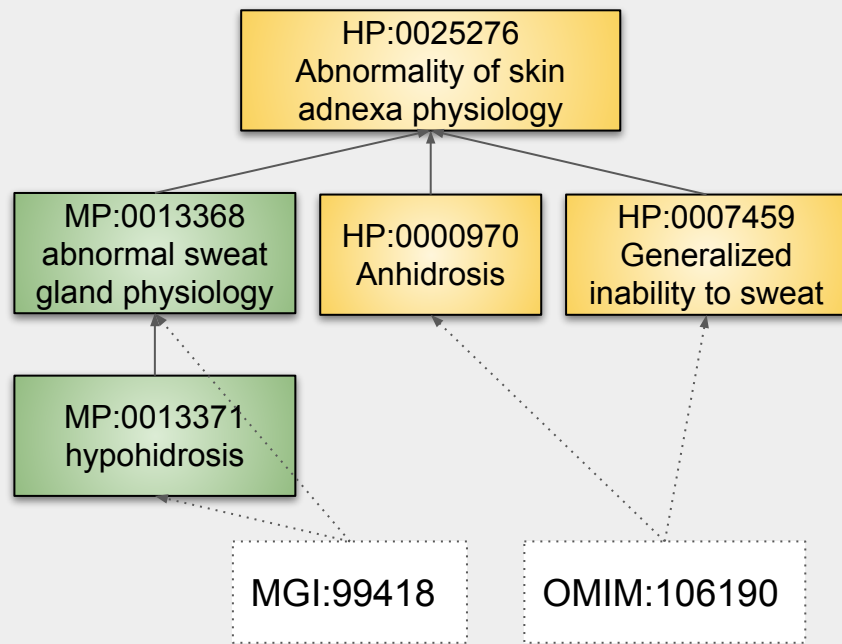 HP:0025276
Abnormality of skin
adnexa physiology
MP:0013368
abnormal sweat
gland physiology
HP:0000970
Anhidrosis
HP:0007459
Generalized
inability to sweat
MP:0013371
hypohidrosis
MGI:99418
OMIM:106190